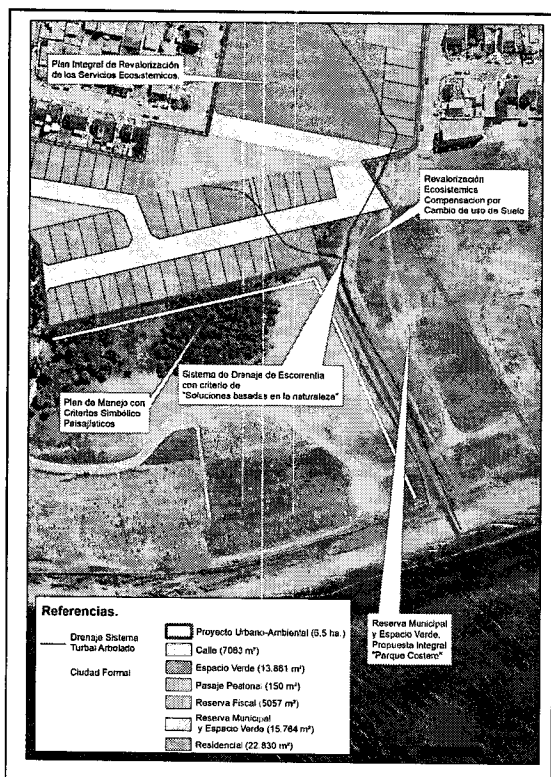 Plan Integral de Revalorización
de los Servicios Ecosistemicos.
Revalorización
Ecosistemica
Compensacion por
Cambio de uso de Suelo
Sistema de Drenaje de Escorrentia
con criterio de
"Soluciones basadas en la naturaleza"
Plan de Manejo con
Criterios Simbólico
Paisajísticos
Reserva Municipal
y Espacio Verde.
Propuesta Integral
"Parque Costero"
Referencias.
Drenaje Sistema
Turbal Arbolado
Ciudad Formal
Proyecto Urbano-Ambiental (6,5 ha.)
Calle (7063 m²)
Espacio Verde (13.861 m²)
Pasaje Peatonal (150 m²)
Reserva Fiscal (5057 m²)
Reserva Municipal
y Espacio Verde (15.764 m²)
Residencial (22.830 m²)